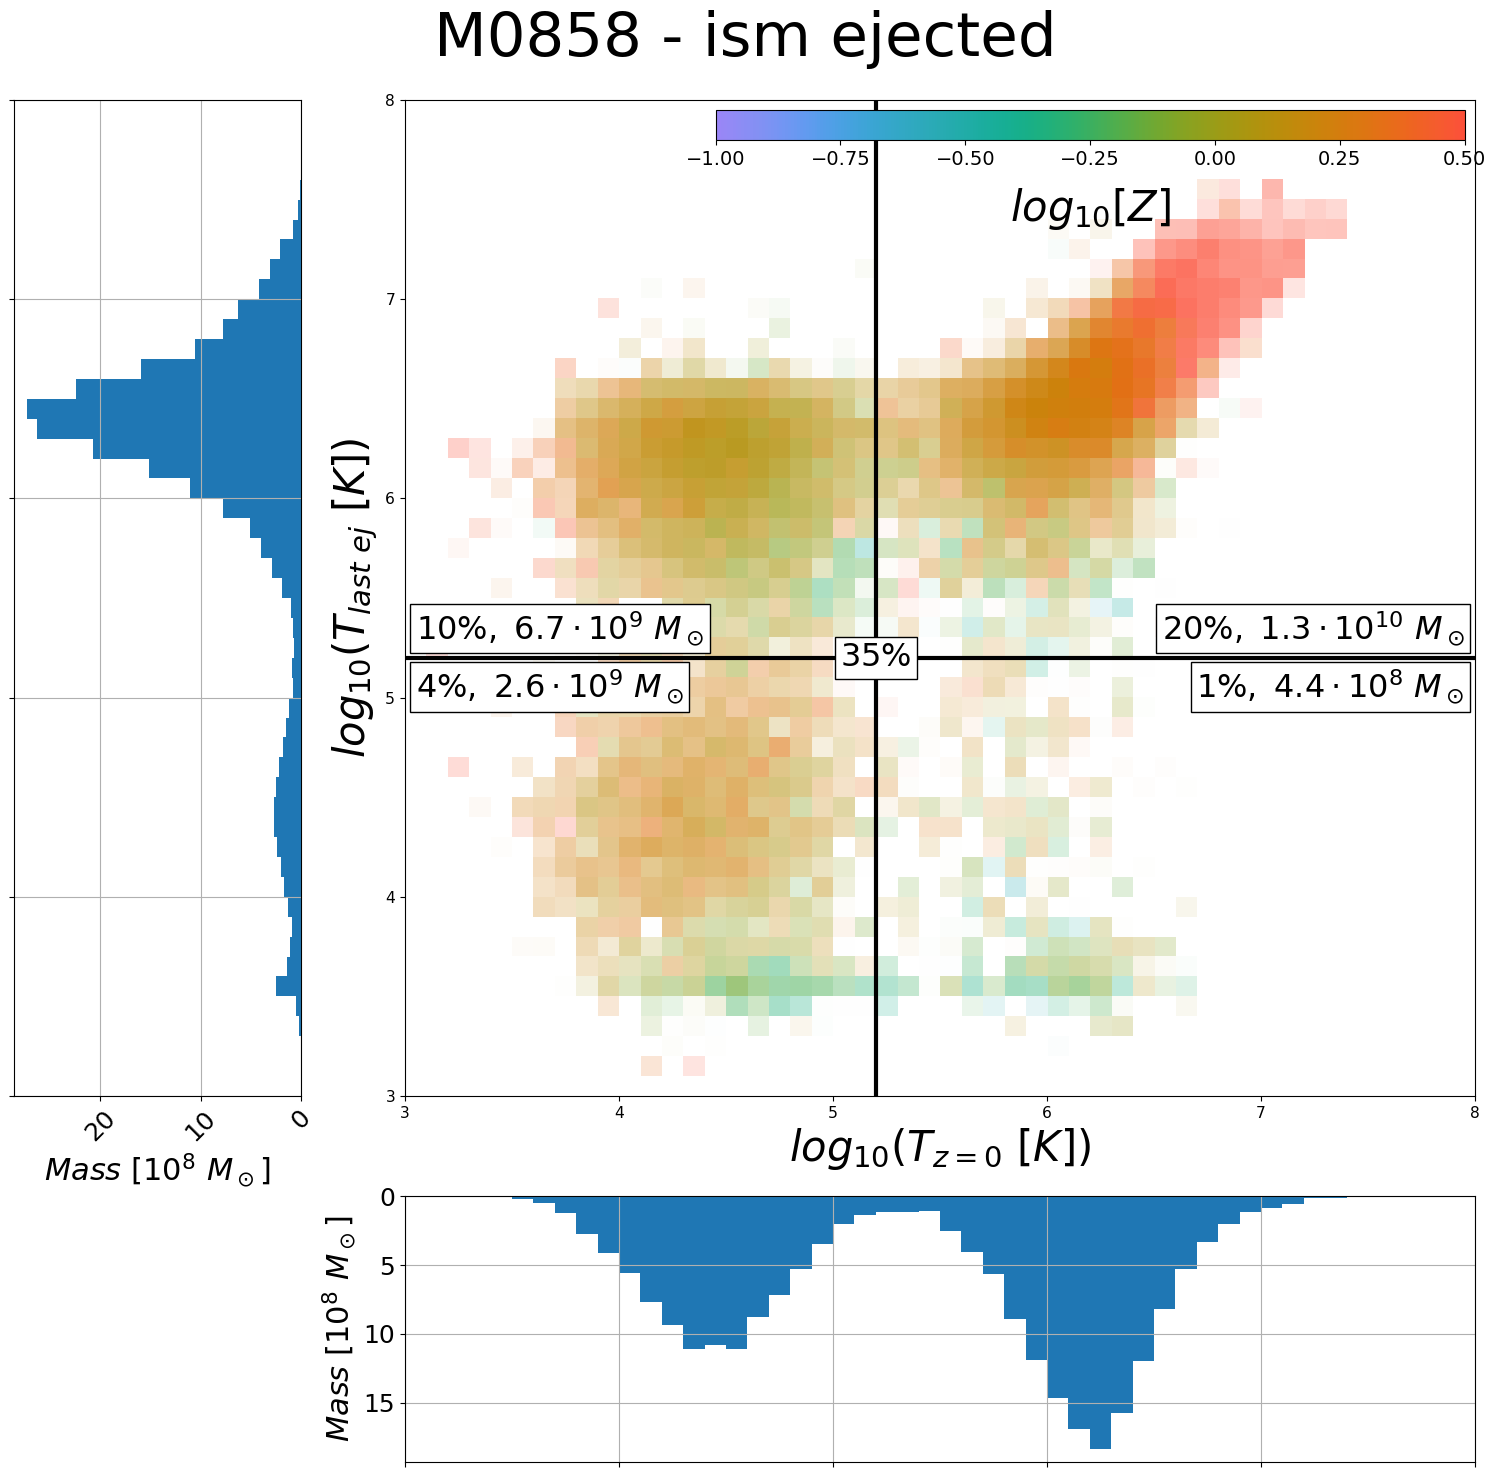 M0858 - ism ejected
8
−1.00 −0.75 −0.50 −0.25 0.00 0.25 0.50
log₁₀[Z]
7
6
log₁₀(T_last ej [K])
10%, 6.7·10⁹ M⊙
20%, 1.3·10¹⁰ M⊙
35%
4%, 2.6·10⁹ M⊙
1%, 4.4·10⁸ M⊙
5
4
3
3 4 5 6 7 8
20 10 0
Mass [10⁸ M⊙]
log₁₀(T_z=0 [K])
0
5
10
15
Mass [10⁸ M⊙]